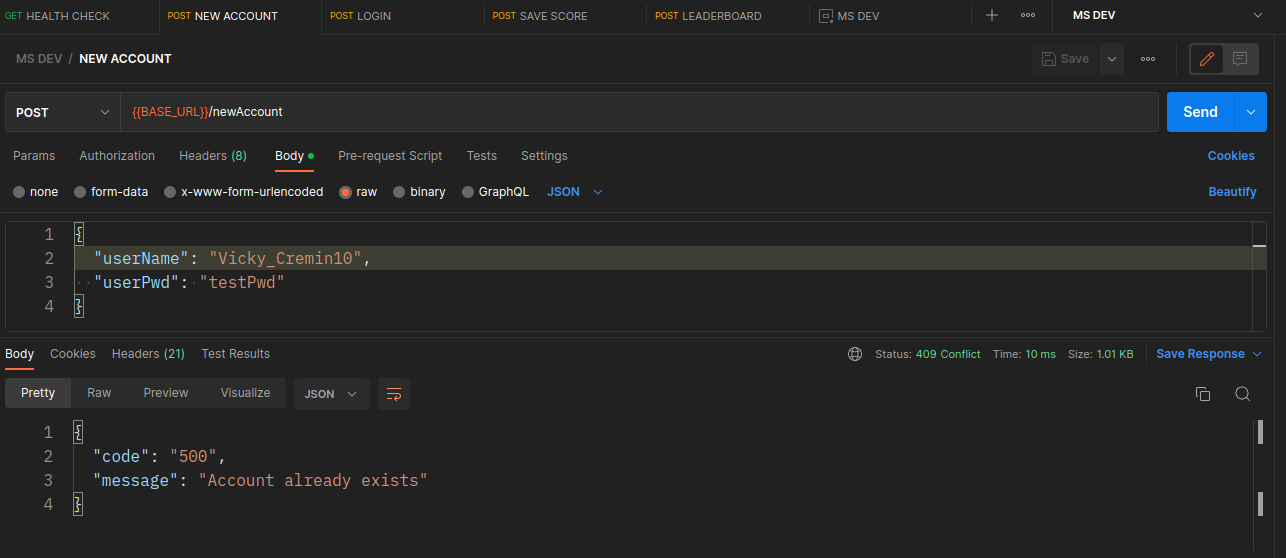 GET HEALTH CHECK POST NEW ACCOUNT POST LOGIN POST SAVE SCORE POST LEADERBOARD MS DEV MS DEV
MS DEV / NEW ACCOUNT Save
POST {{BASE_URL}}/newAccount Send
Params Authorization Headers (8) Body Pre-request Script Tests Settings Cookies
none form-data x-www-form-urlencoded raw binary GraphQL JSON Beautify
1 {
2 "userName": "Vicky_Cremin10",
3 "userPwd": "testPwd"
4 }
Body Cookies Headers (21) Test Results Status: 409 Conflict Time: 10 ms Size: 1.01 KB Save Response
Pretty Raw Preview Visualize JSON
1 {
2 "code": "500",
3 "message": "Account already exists"
4 }